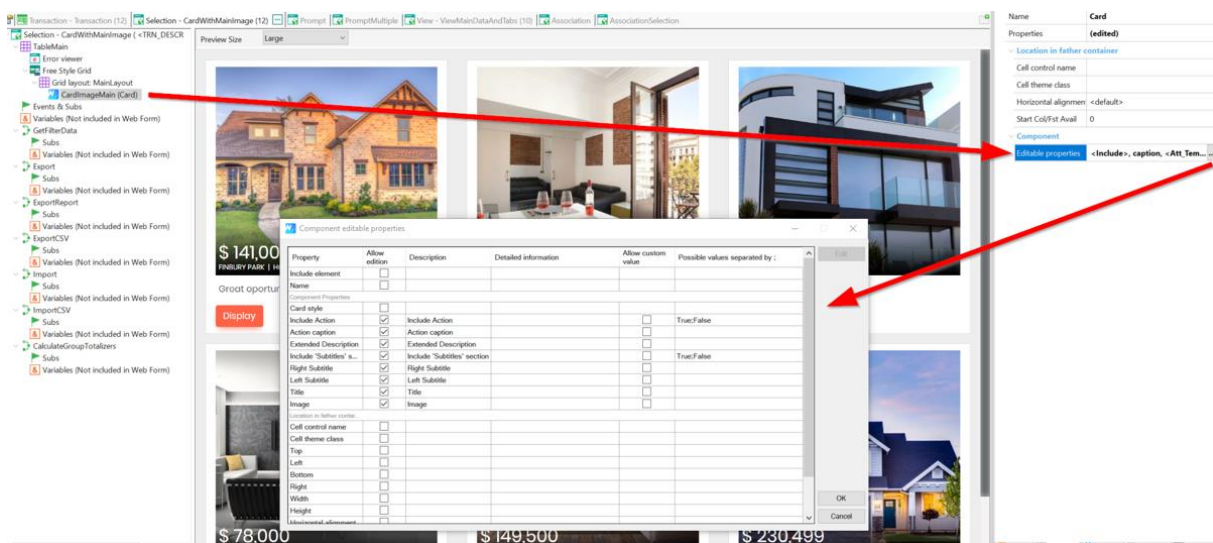 Transaction - Transaction (12)
Selection - CardWithMainImage (12)
Prompt
PromptMultiple
View - ViewMainDataAndTabs (10)
Association
AssociationSelection
Selection - CardWithMainImage ( <TRN_DESCR
TableMain
Error viewer
Free Style Grid
Grid layout: MainLayout
CardImageMain (Card)
Events & Subs
Variables (Not included in Web Form)
GetFilterData
Subs
Variables (Not included in Web Form)
Export
Subs
Variables (Not included in Web Form)
ExportReport
Subs
Variables (Not included in Web Form)
ExportCSV
Subs
Variables (Not included in Web Form)
Import
Subs
Variables (Not included in Web Form)
ImportCSV
Subs
Variables (Not included in Web Form)
CalculateGroupTotalizers
Subs
Variables (Not included in Web Form)
Preview Size Large
$ 141,00
FINBURY PARK | H
Great oportur
Display
$ 78,000
$ 149,500
$ 230,499
Component editable properties
Property Allow edition Description Detailed information Allow custom value Possible values separated by ;
Include element
Name
Component Properties
Card style
Include Action Include Action True;False
Action caption Action caption
Extended Description Extended Description
Include 'Subtitles' s... Include 'Subtitles' section True;False
Right Subtitle Right Subtitle
Left Subtitle Left Subtitle
Title Title
Image Image
Location in father conte...
Cell control name
Cell theme class
Top
Left
Bottom
Right
Width
Height
Horizontal alignment
Edit
OK
Cancel
Name Card
Properties (edited)
Location in father container
Cell control name
Cell theme class
Horizontal alignmen <default>
Start Col/Fst Avail 0
Component
Editable properties <Include>, caption, <Att_Tem... ...